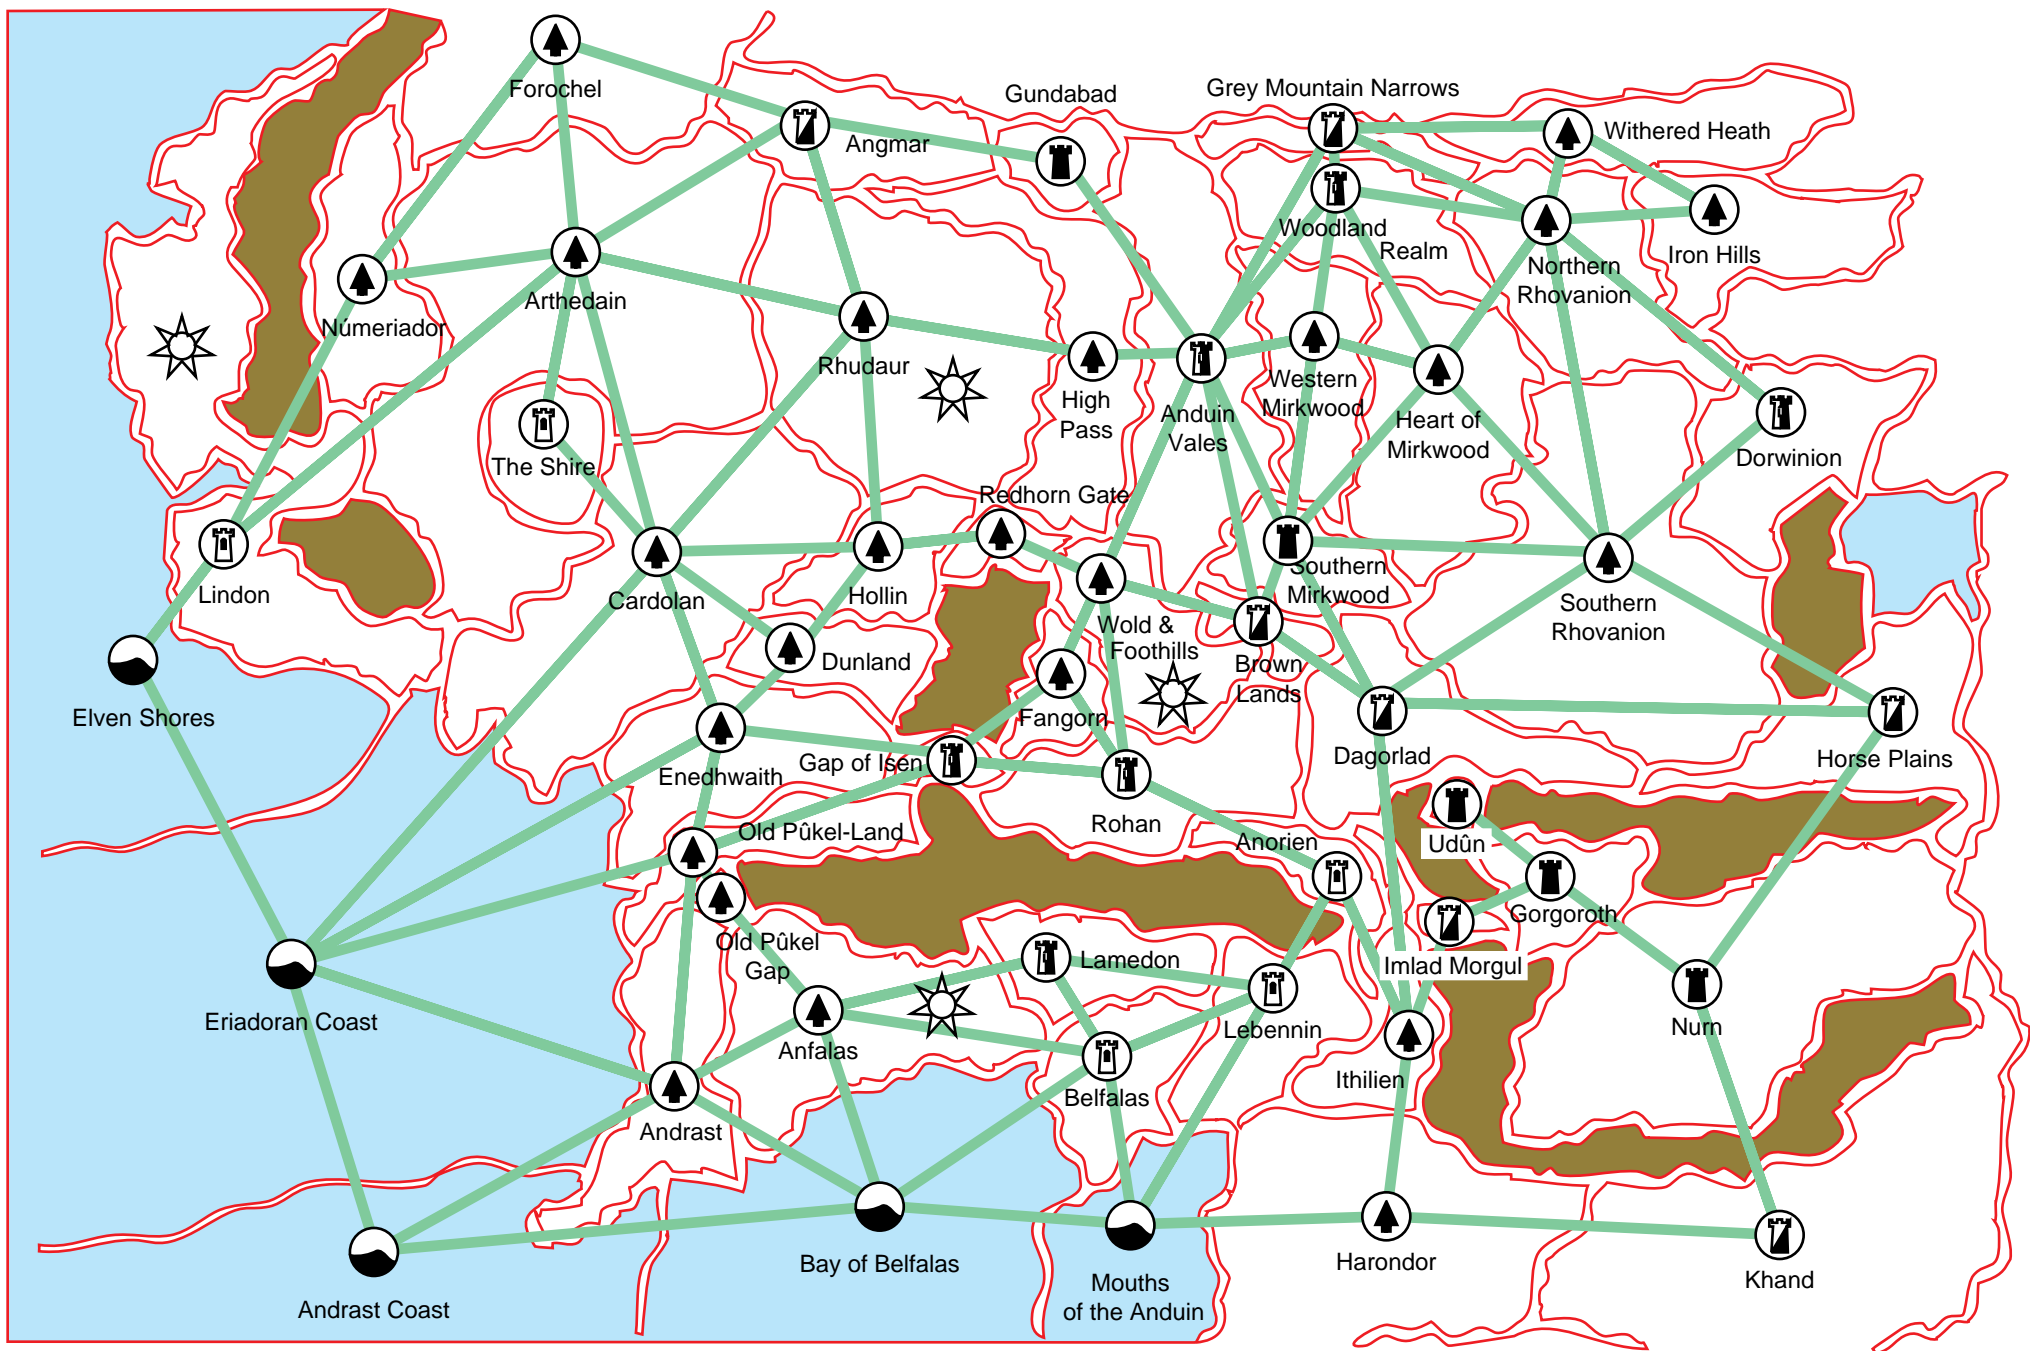 Forochel
Gundabad
Grey Mountain Narrows
Angmar
Withered Heath
Woodland
Realm
Iron Hills
Northern
Rhovanion
Arthedain
Númeriador
Rhudaur
High
Pass
Anduin
Vales
Western
Mirkwood
Heart of
Mirkwood
Dorwinion
The Shire
Redhorn Gate
Lindon
Cardolan
Hollin
Southern
Mirkwood
Southern
Rhovanion
Wold &
Foothills
Dunland
Brown
Lands
Elven Shores
Fangorn
Enedhwaith
Gap of Isen
Dagorlad
Horse Plains
Old Pûkel-Land
Rohan
Anorien
Udûn
Old Pûkel
Gap
Gorgoroth
Lamedon
Imlad Morgul
Eriadoran Coast
Anfalas
Lebennin
Nurn
Ithilien
Belfalas
Andrast
Bay of Belfalas
Harondor
Khand
Mouths
of the Anduin
Andrast Coast